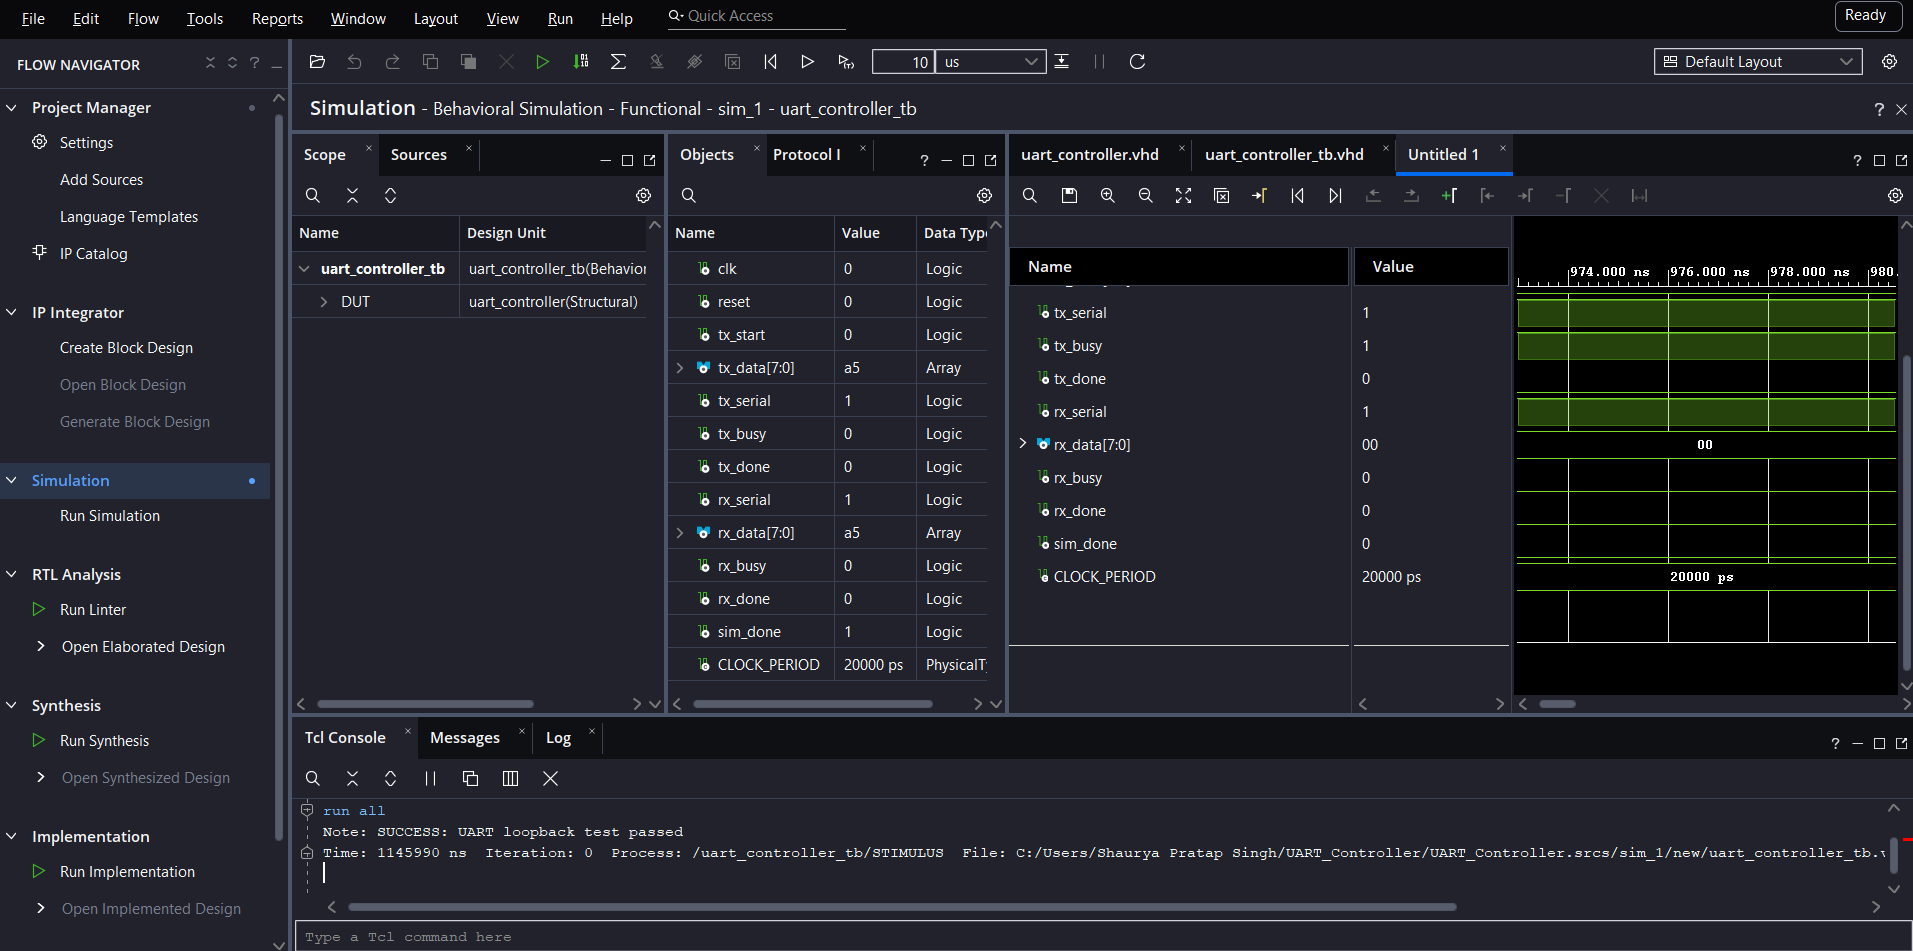 File Edit Flow Tools Reports Window Layout View Run Help Quick Access Ready
FLOW NAVIGATOR
10 us Default Layout
Simulation - Behavioral Simulation - Functional - sim_1 - uart_controller_tb
Project Manager
Settings
Add Sources
Language Templates
IP Catalog
IP Integrator
Create Block Design
Open Block Design
Generate Block Design
Simulation
Run Simulation
RTL Analysis
Run Linter
Open Elaborated Design
Synthesis
Run Synthesis
Open Synthesized Design
Implementation
Run Implementation
Open Implemented Design
Scope Sources
Name Design Unit
uart_controller_tb uart_controller_tb(Behavior
DUT uart_controller(Structural)
Objects Protocol I
Name Value Data Type
clk 0 Logic
reset 0 Logic
tx_start 0 Logic
tx_data[7:0] a5 Array
tx_serial 1 Logic
tx_busy 0 Logic
tx_done 0 Logic
rx_serial 1 Logic
rx_data[7:0] a5 Array
rx_busy 0 Logic
rx_done 0 Logic
sim_done 1 Logic
CLOCK_PERIOD 20000 ps PhysicalT
uart_controller.vhd uart_controller_tb.vhd Untitled 1
Name Value
974.000 ns 976.000 ns 978.000 ns 980.
tx_serial 1
tx_busy 1
tx_done 0
rx_serial 1
rx_data[7:0] 00 00
rx_busy 0
rx_done 0
sim_done 0
CLOCK_PERIOD 20000 ps 20000 ps
Tcl Console Messages Log
run all
Note: SUCCESS: UART loopback test passed
Time: 1145990 ns Iteration: 0 Process: /uart_controller_tb/STIMULUS File: C:/Users/Shaurya Pratap Singh/UART_Controller/UART_Controller.srcs/sim_1/new/uart_controller_tb.v
Type a Tcl command here